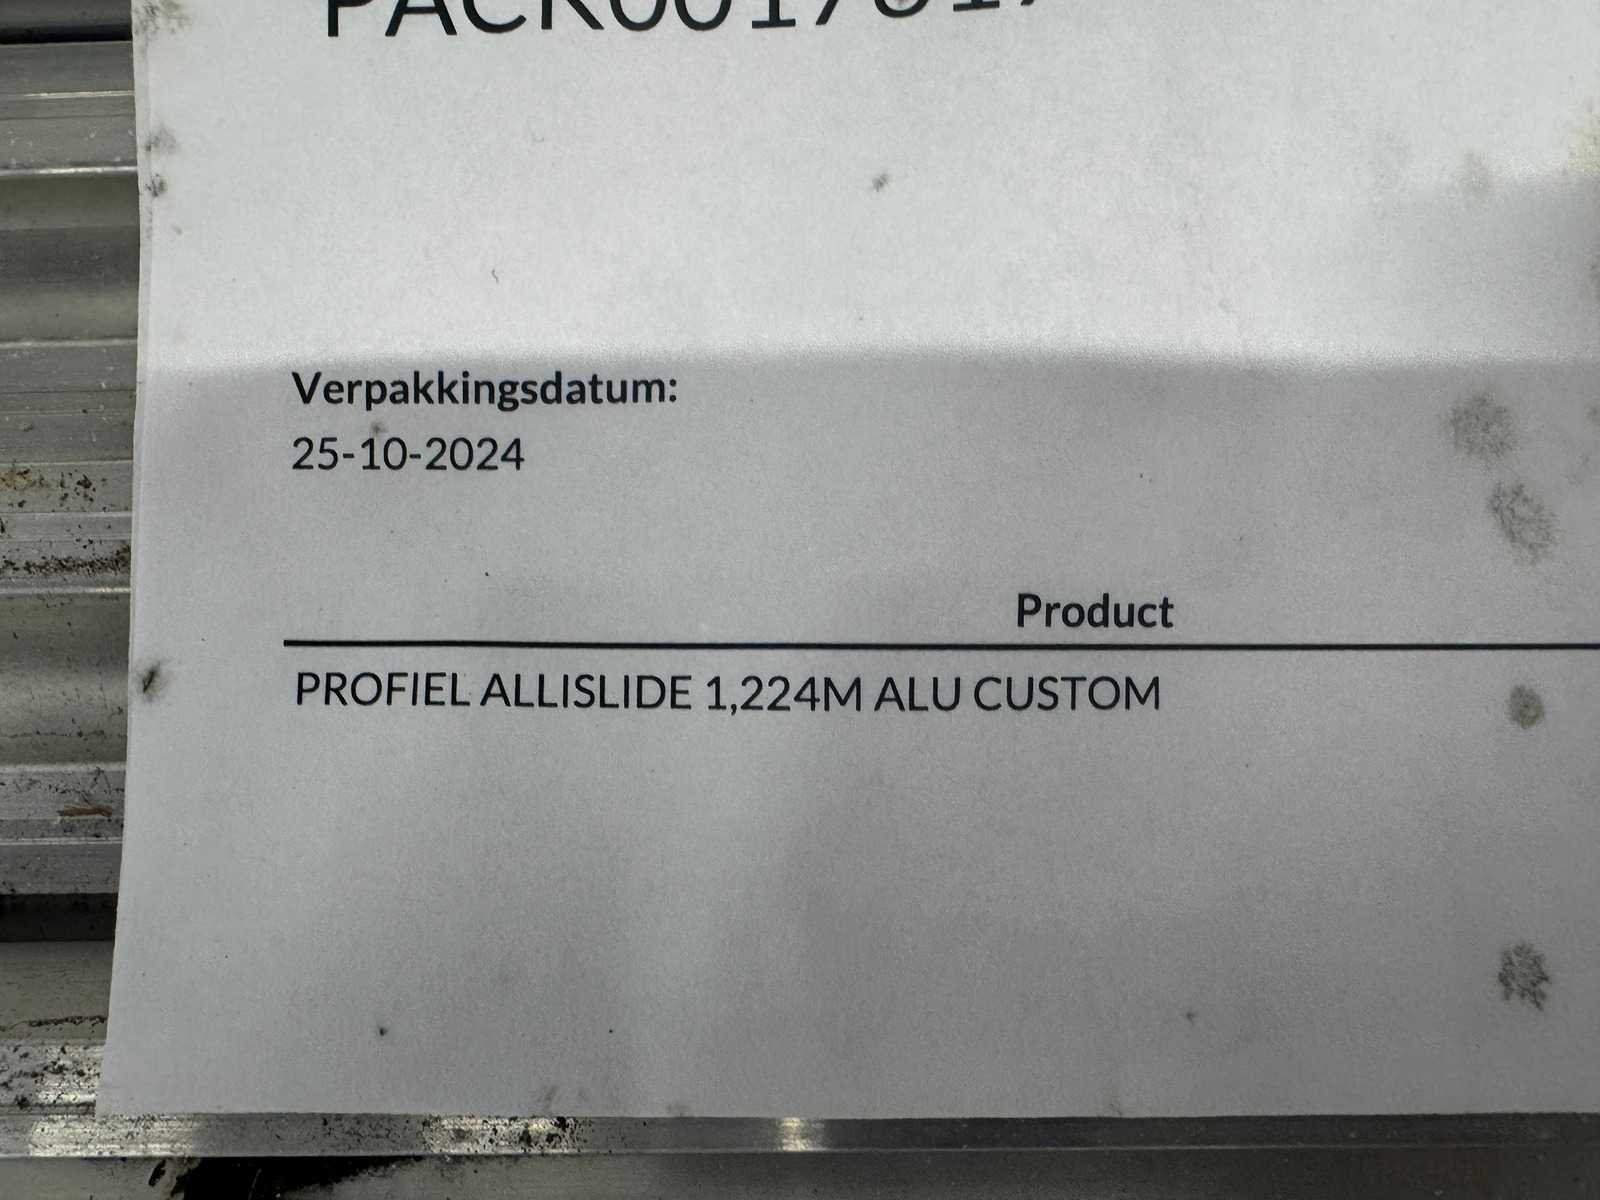 Verpakkingsdatum:
25-10-2024
Product
PROFIEL ALLISLIDE 1,224M ALU CUSTOM